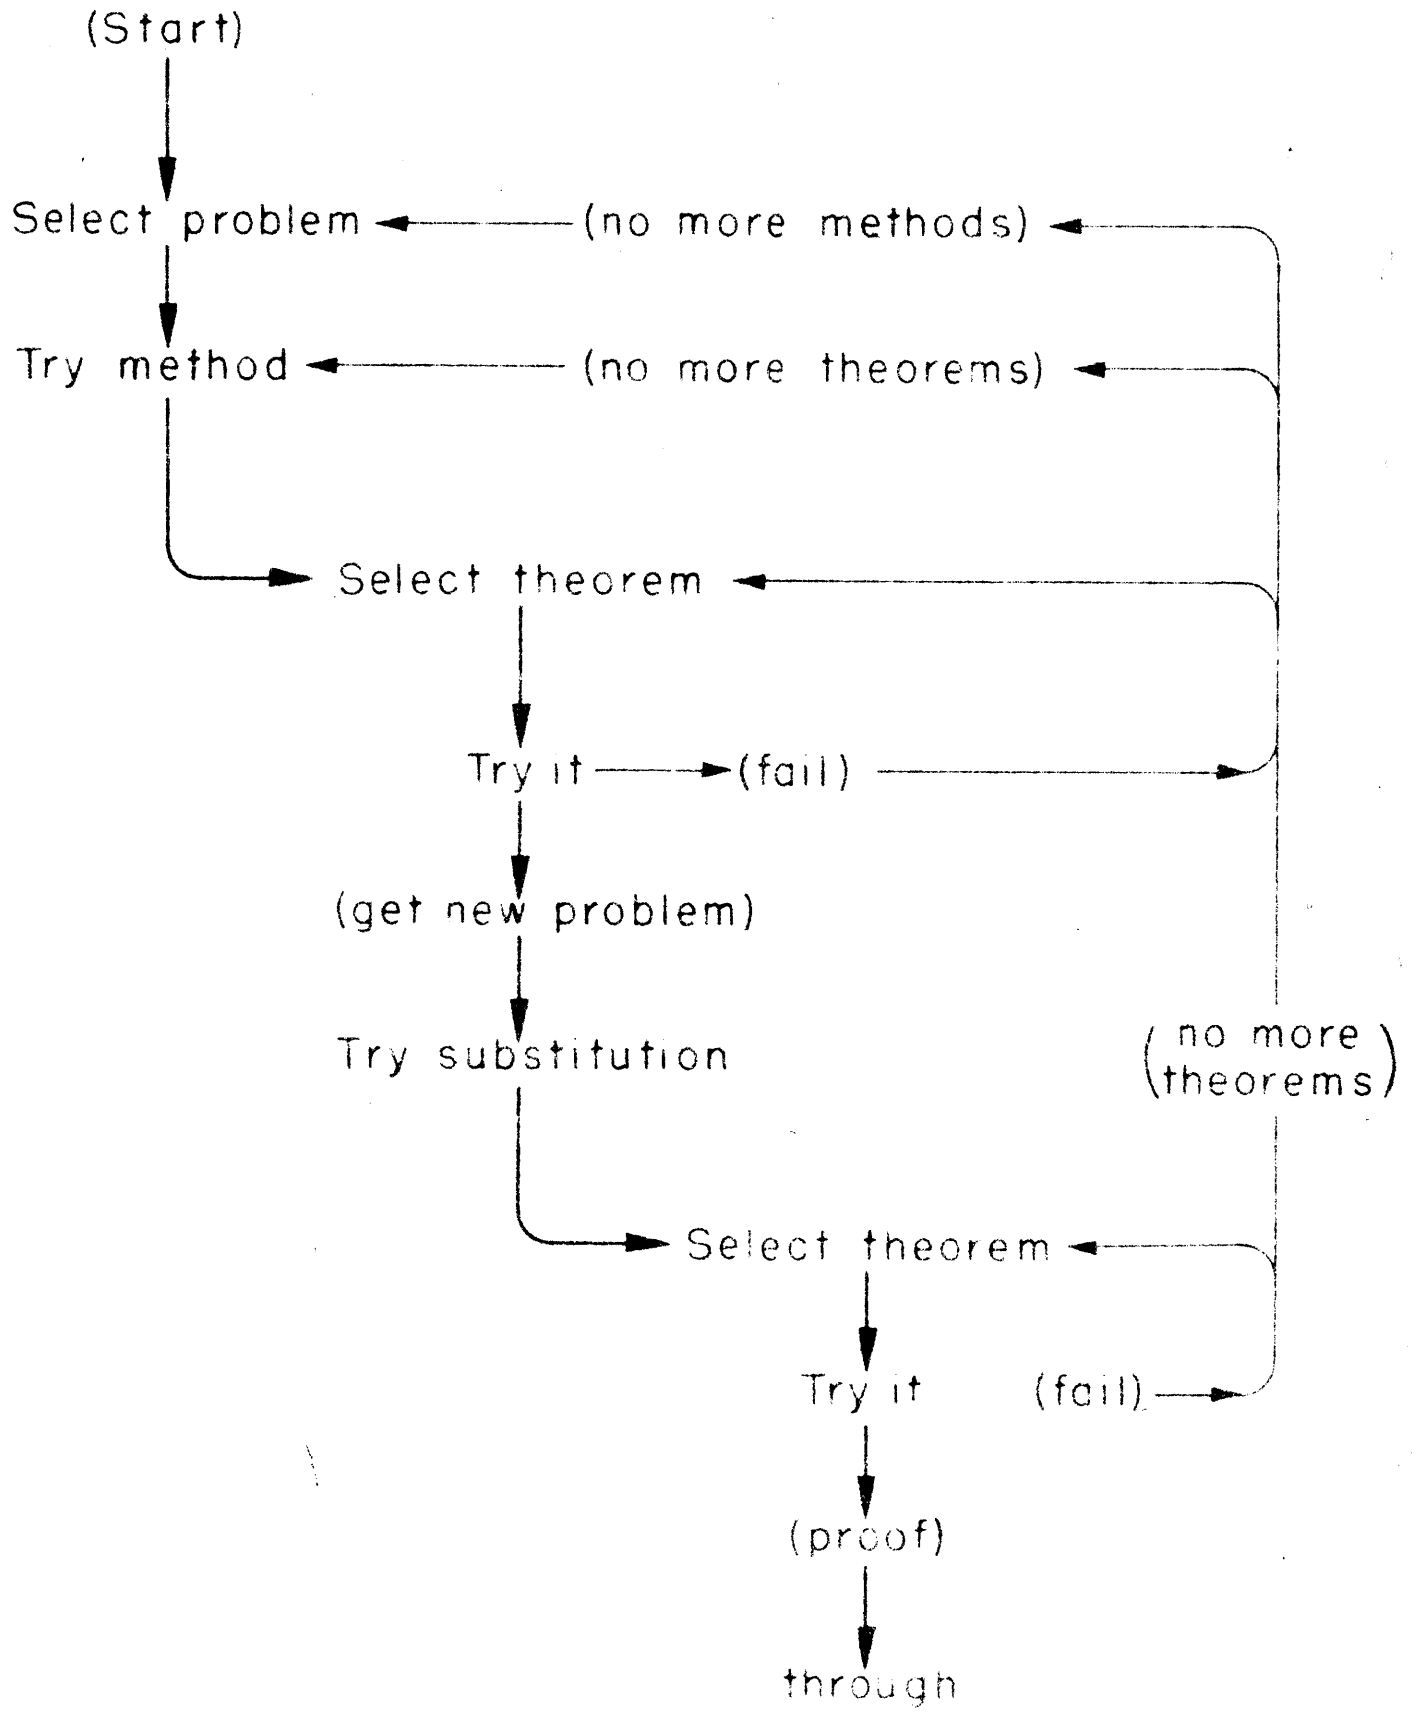 (Start)
Select problem (no more methods)
Try method (no more theorems)
Select theorem
Try it (fail)
(get new problem)
Try substitution
(no more
theorems)
Select theorem
Try it (fail)
(proof)
through